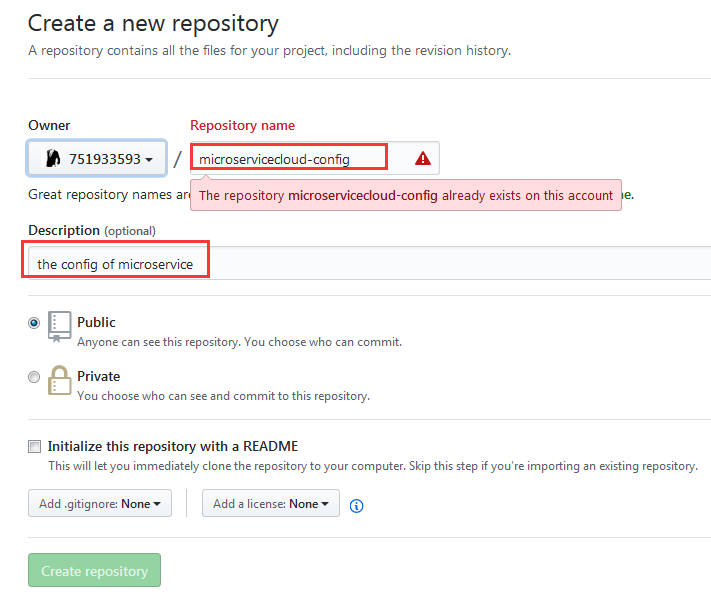 Create a new repository
A repository contains all the files for your project, including the revision history.
Owner
Repository name
751933593
/
microservicecloud-config
Great repository names are
The repository microservicecloud-config already exists on this account
e.
Description (optional)
the config of microservice
Public
Anyone can see this repository. You choose who can commit.
Private
You choose who can see and commit to this repository.
Initialize this repository with a README
This will let you immediately clone the repository to your computer. Skip this step if you're importing an existing repository.
Add .gitignore: None
Add a license: None
Create repository